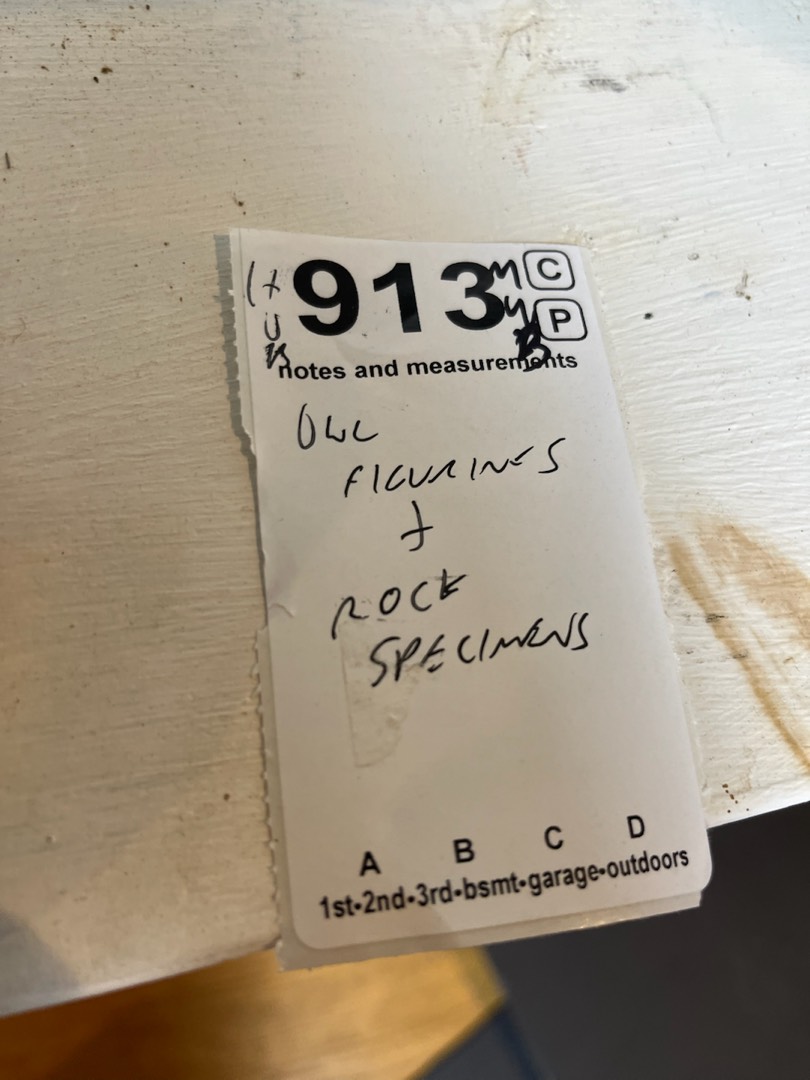 913 C
P
notes and measurements
OWL
FIGURINES
+
ROCK
SPECIMENS
A B C D
1st•2nd•3rd•bsmt•garage•outdoors